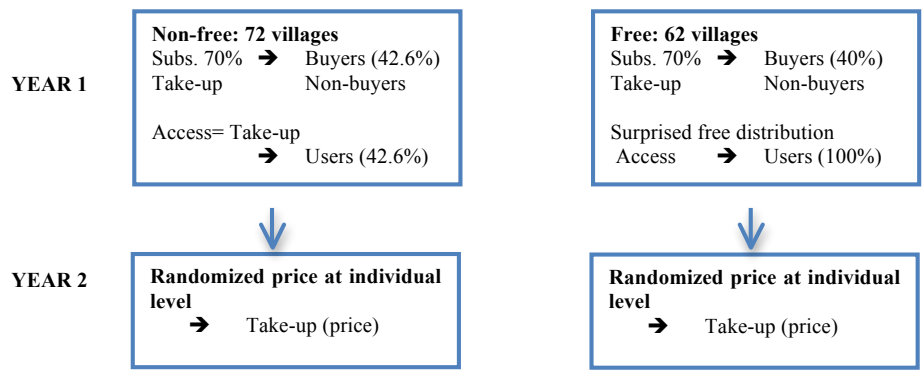 YEAR 1
Non-free: 72 villages
Subs. 70% ➔ Buyers (42.6%)
Take-up Non-buyers
Access= Take-up
➔ Users (42.6%)
Free: 62 villages
Subs. 70% ➔ Buyers (40%)
Take-up Non-buyers
Surprised free distribution
Access ➔ Users (100%)
YEAR 2
Randomized price at individual
level
➔ Take-up (price)
Randomized price at individual
level
➔ Take-up (price)